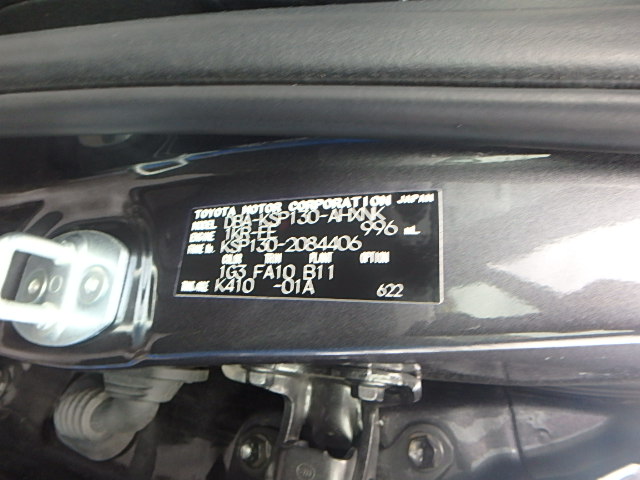 TOYOTA MOTOR CORPORATION JAPAN
MODEL DBA-KSP130-AHXNK
ENGINE 1KR-FE 996 mL
FRAME No. KSP130-2084406
COLOR TRIM PLANT OPTION
1G3 FA10 B11
TRANS./AXLE K410 -01A 622